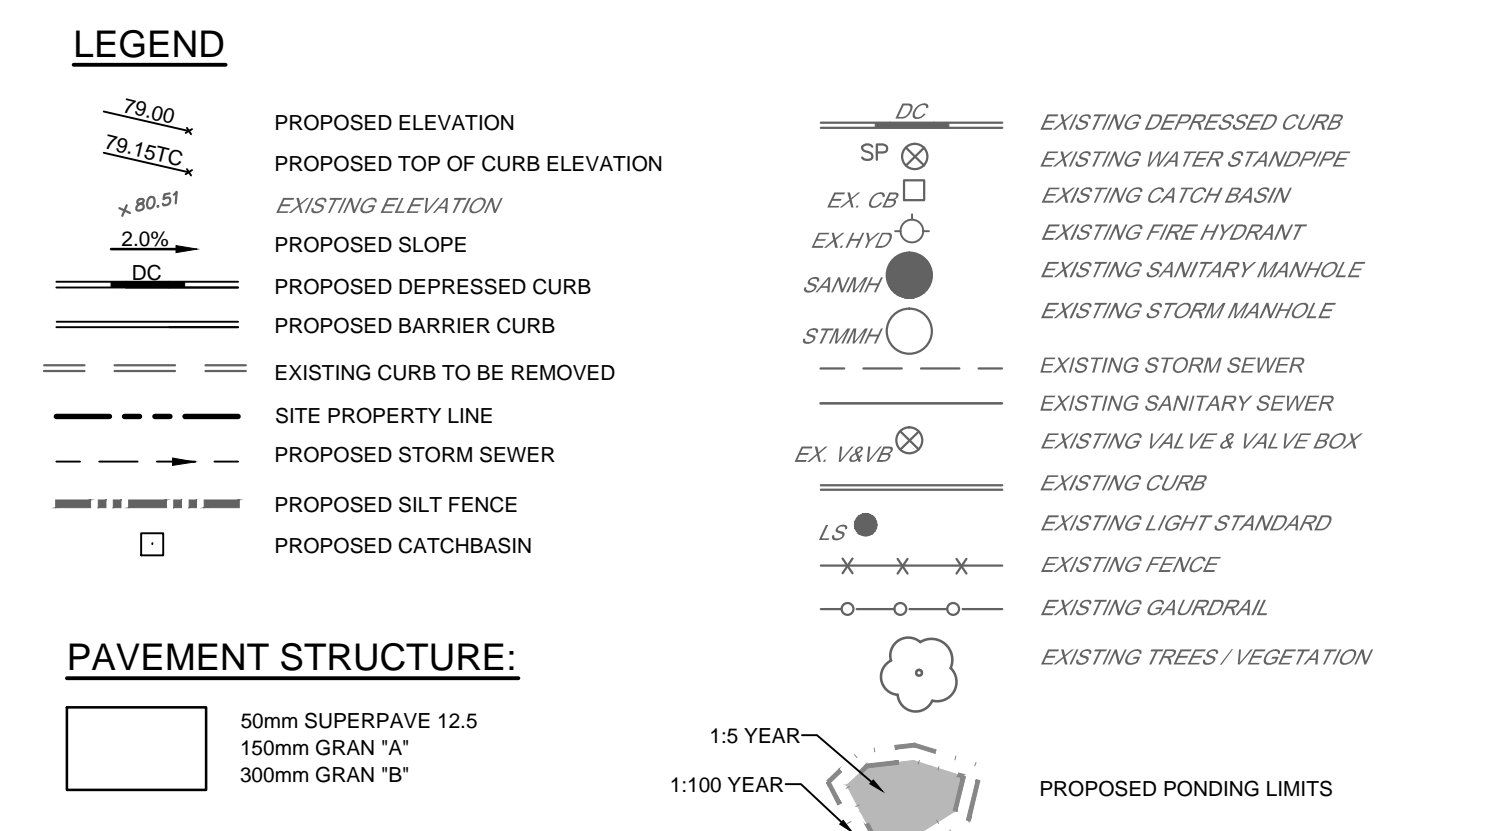 LEGEND
79.00 PROPOSED ELEVATION
79.15TC PROPOSED TOP OF CURB ELEVATION
80.51 EXISTING ELEVATION
2.0% PROPOSED SLOPE
DC PROPOSED DEPRESSED CURB
PROPOSED BARRIER CURB
EXISTING CURB TO BE REMOVED
SITE PROPERTY LINE
PROPOSED STORM SEWER
PROPOSED SILT FENCE
PROPOSED CATCHBASIN
PAVEMENT STRUCTURE:
50mm SUPERPAVE 12.5
150mm GRAN "A"
300mm GRAN "B"
DC EXISTING DEPRESSED CURB
SP EXISTING WATER STANDPIPE
EX. CB EXISTING CATCH BASIN
EX.HYD EXISTING FIRE HYDRANT
SANMH EXISTING SANITARY MANHOLE
STMMH EXISTING STORM MANHOLE
EXISTING STORM SEWER
EXISTING SANITARY SEWER
EX. V&VB EXISTING VALVE & VALVE BOX
EXISTING CURB
LS EXISTING LIGHT STANDARD
EXISTING FENCE
EXISTING GAURDRAIL
EXISTING TREES / VEGETATION
1:5 YEAR
1:100 YEAR PROPOSED PONDING LIMITS